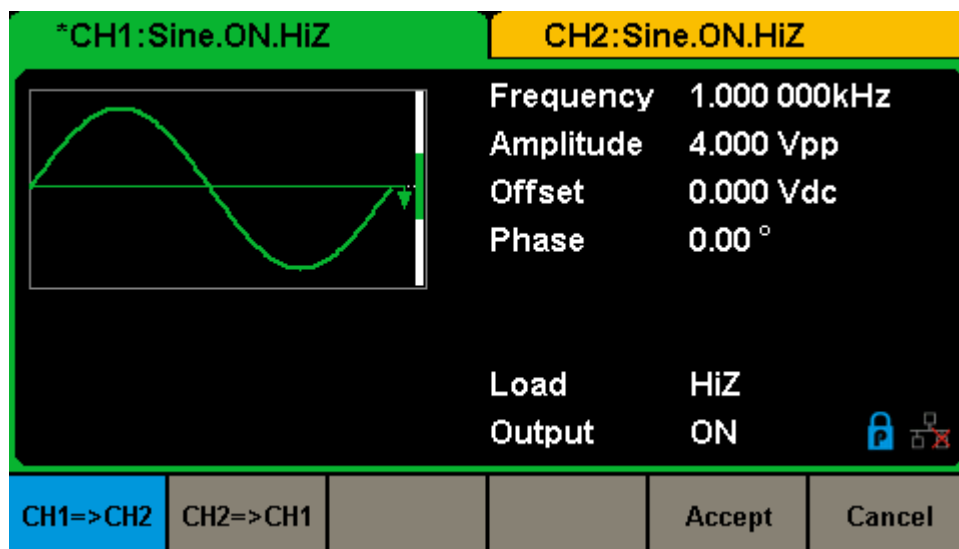 *CH1:Sine.ON.HiZ CH2:Sine.ON.HiZ
Frequency 1.000 000kHz
Amplitude 4.000 Vpp
Offset 0.000 Vdc
Phase 0.00 °
Load HiZ
Output ON
P
CH1=>CH2 CH2=>CH1 Accept Cancel